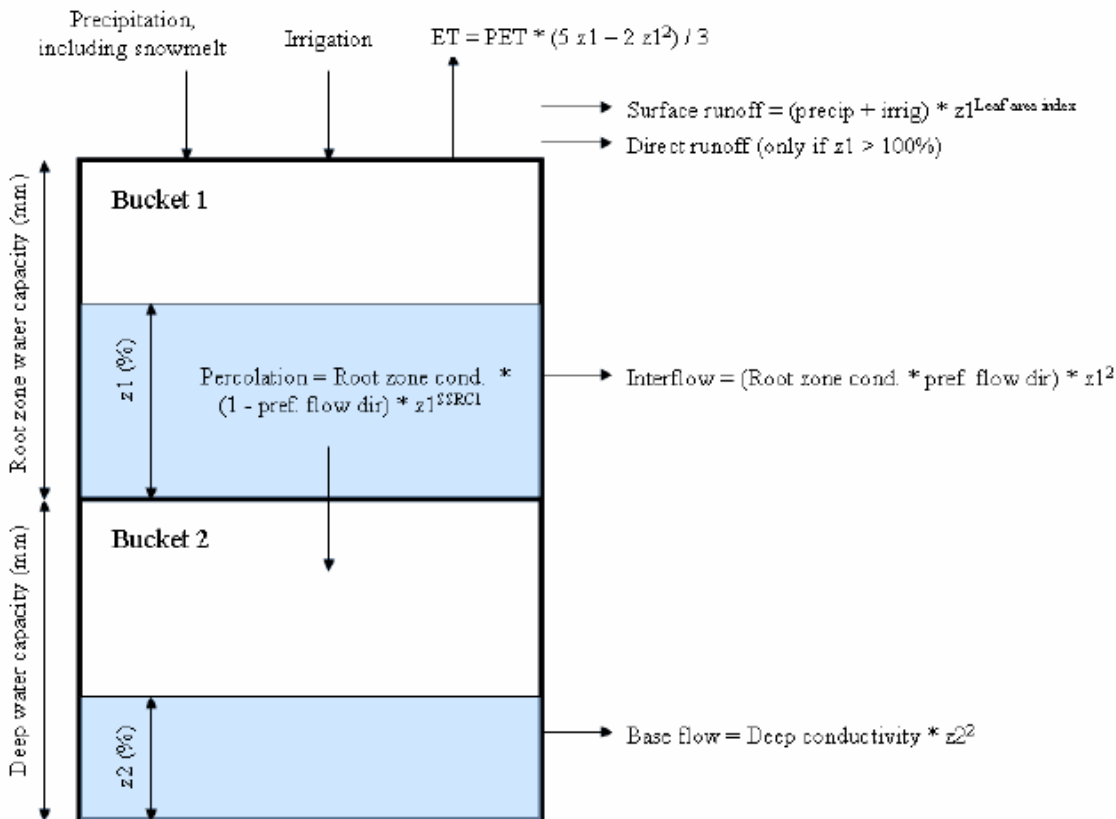 Precipitation,
including snowmelt
Irrigation
ET = PET * (5 z1 – 2 z1²) / 3
Surface runoff = (precip + irrig) * z1^Leaf area index
Direct runoff (only if z1 > 100%)
Root zone water capacity (mm)
Bucket 1
z1 (%)
Percolation = Root zone cond. *
(1 - pref. flow dir) * z1^SSRC1
Interflow = (Root zone cond. * pref. flow dir) * z1²
Deep water capacity (mm)
Bucket 2
z2 (%)
Base flow = Deep conductivity * z2²